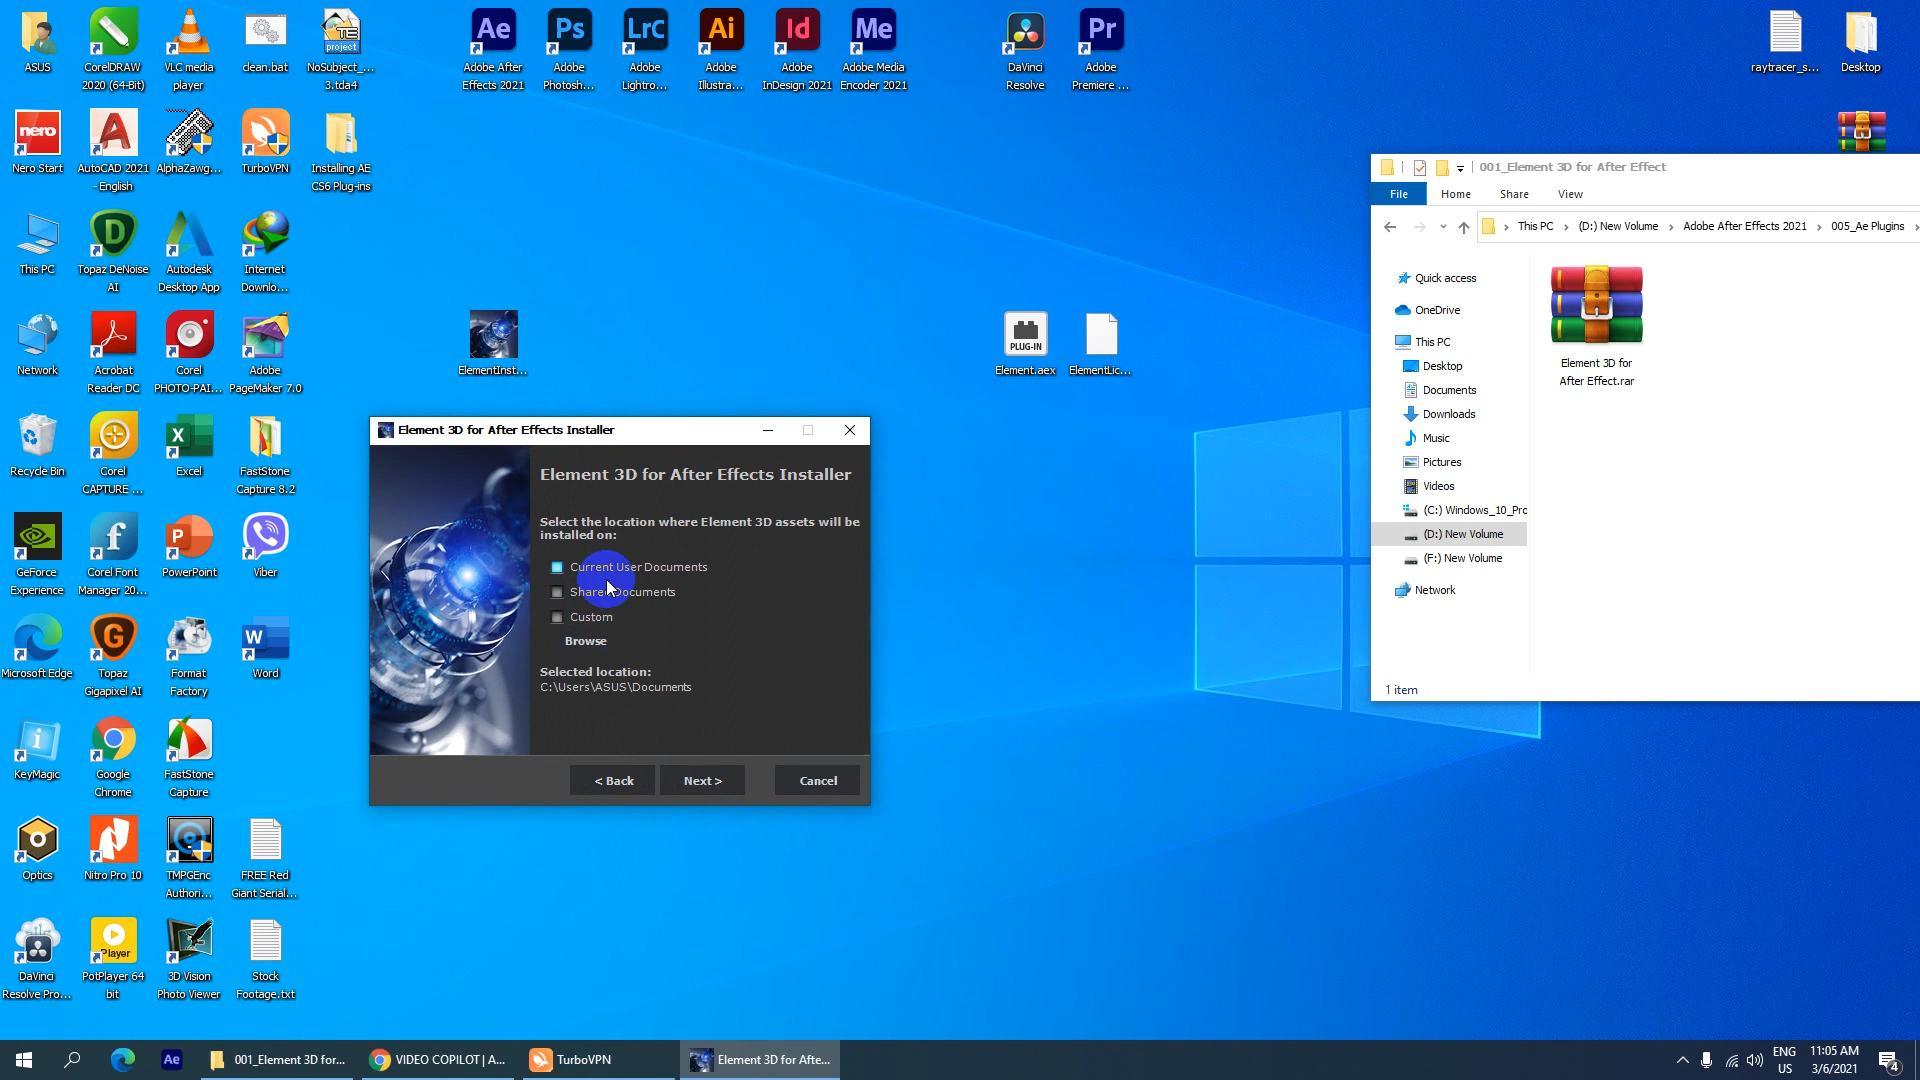 ASUS
CorelDRAW
2020 (64-Bit)
VLC media
player
clean.bat
NoSubject_...
3.tda4
Adobe After
Effects 2021
Adobe
Photosh...
Adobe
Lightro...
Adobe
Illustra...
Adobe
InDesign 2021
Adobe Media
Encoder 2021
DaVinci
Resolve
Adobe
Premiere ...
raytracer_s...
Desktop
Nero Start
AutoCAD 2021
- English
AlphaZawg...
TurboVPN
Installing AE
CS6 Plug-ins
This PC
Topaz DeNoise
AI
Autodesk
Desktop App
Internet
Downlo...
Network
Acrobat
Reader DC
Corel
PHOTO-PAI...
Adobe
PageMaker 7.0
ElementInst...
PLUG-IN
Element.aex
ElementLic...
Recycle Bin
Corel
CAPTURE ...
Excel
FastStone
Capture 8.2
GeForce
Experience
Corel Font
Manager 20...
PowerPoint
Viber
Microsoft Edge
Topaz
Gigapixel AI
Format
Factory
Word
KeyMagic
Google
Chrome
FastStone
Capture
Optics
Nitro Pro 10
TMPGEnc
Authori...
FREE Red
Giant Serial...
DaVinci
Resolve Pro...
PotPlayer 64
bit
3D Vision
Photo Viewer
Stock
Footage.txt
Element 3D for After Effects Installer
Element 3D for After Effects Installer
Select the location where Element 3D assets will be
installed on:
Current User Documents
Shared Documents
Custom
Browse
Selected location:
C:\Users\ASUS\Documents
< Back
Next >
Cancel
001_Element 3D for After Effect
File
Home
Share
View
This PC
(D:) New Volume
Adobe After Effects 2021
005_Ae Plugins
Quick access
OneDrive
This PC
Desktop
Documents
Downloads
Music
Pictures
Videos
(C:) Windows_10_Pro
(D:) New Volume
(F:) New Volume
Network
Element 3D for
After Effect.rar
1 item
001_Element 3D for...
VIDEO COPILOT | A...
TurboVPN
Element 3D for Afte...
ENG
US
11:05 AM
3/6/2021
4